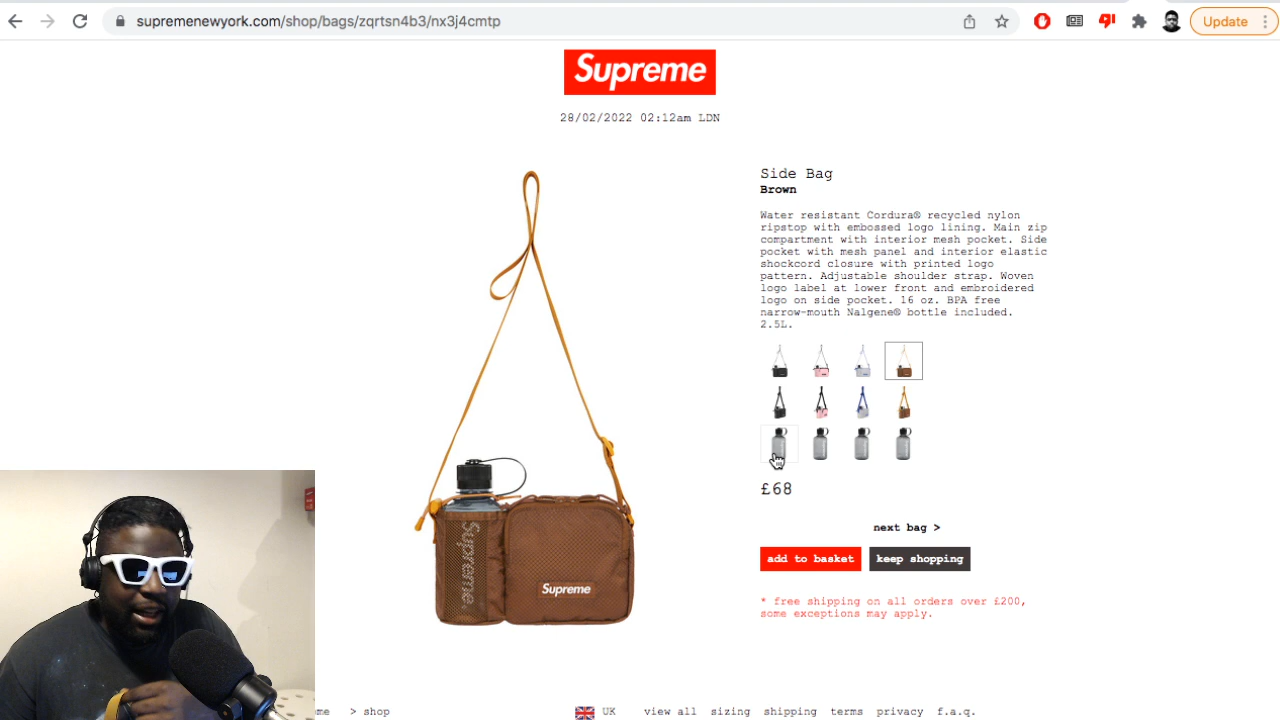 supremenewyork.com/shop/bags/zqrtsn4b3/nx3j4cmtp
Update
Supreme
28/02/2022 02:12am LDN
Side Bag
Brown
Water resistant Cordura® recycled nylon
ripstop with embossed logo lining. Main zip
compartment with interior mesh pocket. Side
pocket with mesh panel and interior elastic
shockcord closure with printed logo
pattern. Adjustable shoulder strap. Woven
logo label at lower front and embroidered
logo on side pocket. 16 oz. BPA free
narrow-mouth Nalgene® bottle included.
2.5L.
£68
next bag >
add to basket
keep shopping
* free shipping on all orders over £200,
some exceptions may apply.
Supreme
Supreme
> shop
UK view all sizing shipping terms privacy f.a.q.